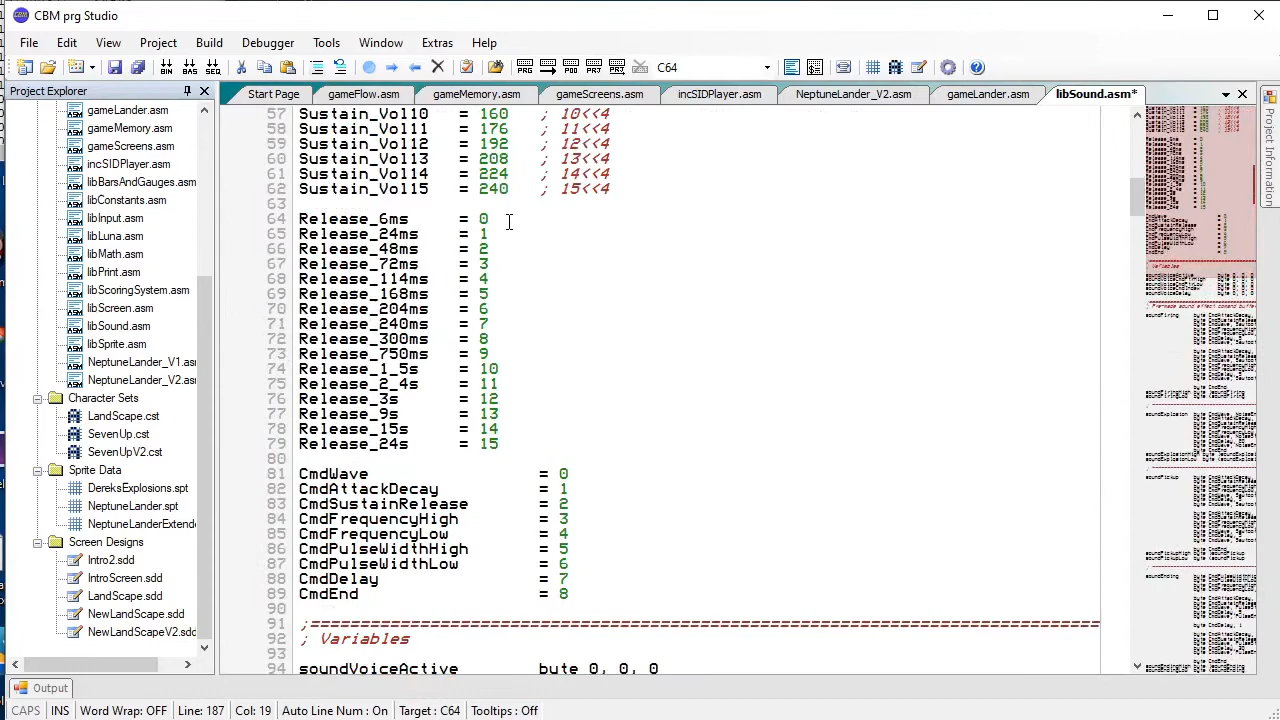 CBM prg Studio
File Edit View Project Build Debugger Tools Window Extras Help
C64
Project Explorer
Start Page gameFlow.asm gameMemory.asm gameScreens.asm incSIDPlayer.asm NeptuneLander_V2.asm gameLander.asm libSound.asm*
gameLander.asm
gameMemory.asm
gameScreens.asm
incSIDPlayer.asm
libBarsAndGauges.asm
libConstants.asm
libInput.asm
libLuna.asm
libMath.asm
libPrint.asm
libScoringSystem.asm
libScreen.asm
libSound.asm
libSprite.asm
NeptuneLander_V1.asm
NeptuneLander_V2.asm
Character Sets
LandScape.cst
SevenUp.cst
SevenUpV2.cst
Sprite Data
DereksExplosions.spt
NeptuneLander.spt
NeptuneLanderExtende
Screen Designs
Intro2.sdd
IntroScreen.sdd
LandScape.sdd
NewLandScape.sdd
NewLandScapeV2.sdd
57 Sustain_Vol10 = 160 ; 10<<4
58 Sustain_Vol11 = 176 ; 11<<4
59 Sustain_Vol12 = 192 ; 12<<4
60 Sustain_Vol13 = 208 ; 13<<4
61 Sustain_Vol14 = 224 ; 14<<4
62 Sustain_Vol15 = 240 ; 15<<4
63
64 Release_6ms = 0
65 Release_24ms = 1
66 Release_48ms = 2
67 Release_72ms = 3
68 Release_114ms = 4
69 Release_168ms = 5
70 Release_204ms = 6
71 Release_240ms = 7
72 Release_300ms = 8
73 Release_750ms = 9
74 Release_1_5s = 10
75 Release_2_4s = 11
76 Release_3s = 12
77 Release_9s = 13
78 Release_15s = 14
79 Release_24s = 15
80
81 CmdWave = 0
82 CmdAttackDecay = 1
83 CmdSustainRelease = 2
84 CmdFrequencyHigh = 3
85 CmdFrequencyLow = 4
86 CmdPulseWidthHigh = 5
87 CmdPulseWidthLow = 6
88 CmdDelay = 7
89 CmdEnd = 8
90
91 ;================================================================================
92 ; Variables
93
94 soundVoiceActive byte 0, 0, 0
Project Information
Output
CAPS INS Word Wrap: OFF Line: 187 Col: 19 Auto Line Num : On Target: C64 Tooltips : Off